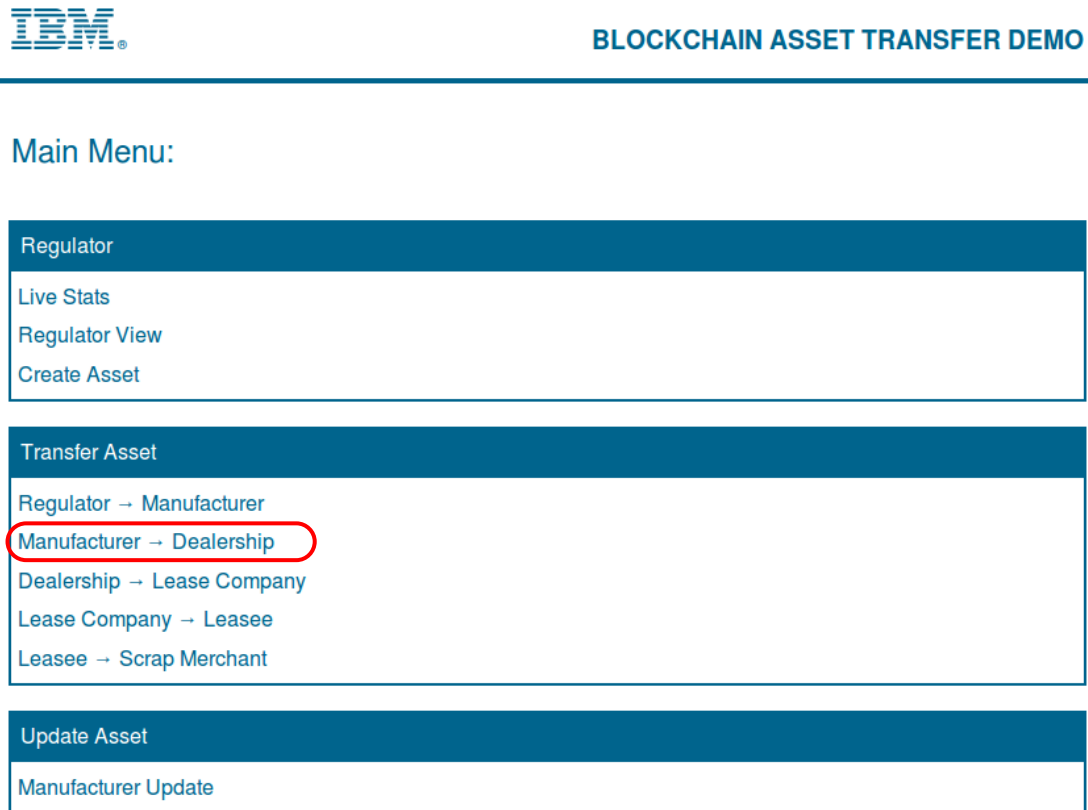 IBM®
BLOCKCHAIN ASSET TRANSFER DEMO
Main Menu:
Regulator
Live Stats
Regulator View
Create Asset
Transfer Asset
Regulator → Manufacturer
Manufacturer → Dealership
Dealership → Lease Company
Lease Company → Leasee
Leasee → Scrap Merchant
Update Asset
Manufacturer Update